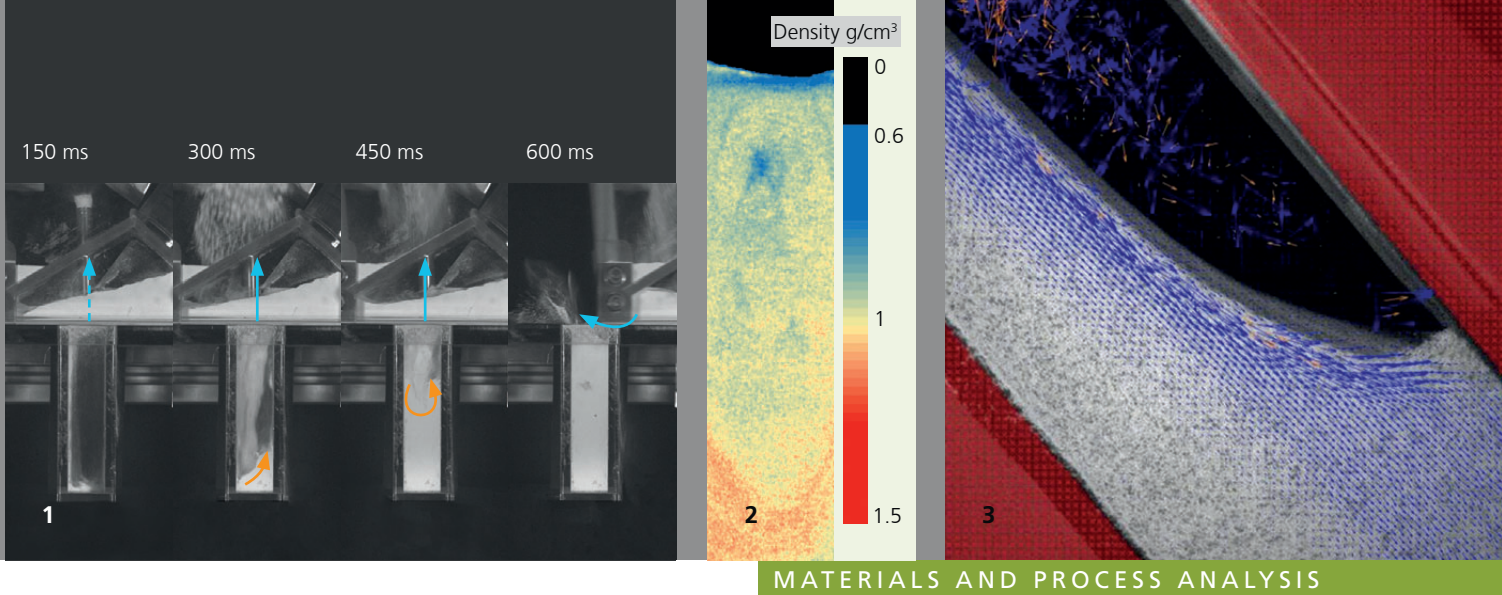 150 ms
300 ms
450 ms
600 ms
1
Density g/cm³
0
0.6
1
1.5
2
3
MATERIALS AND PROCESS ANALYSIS